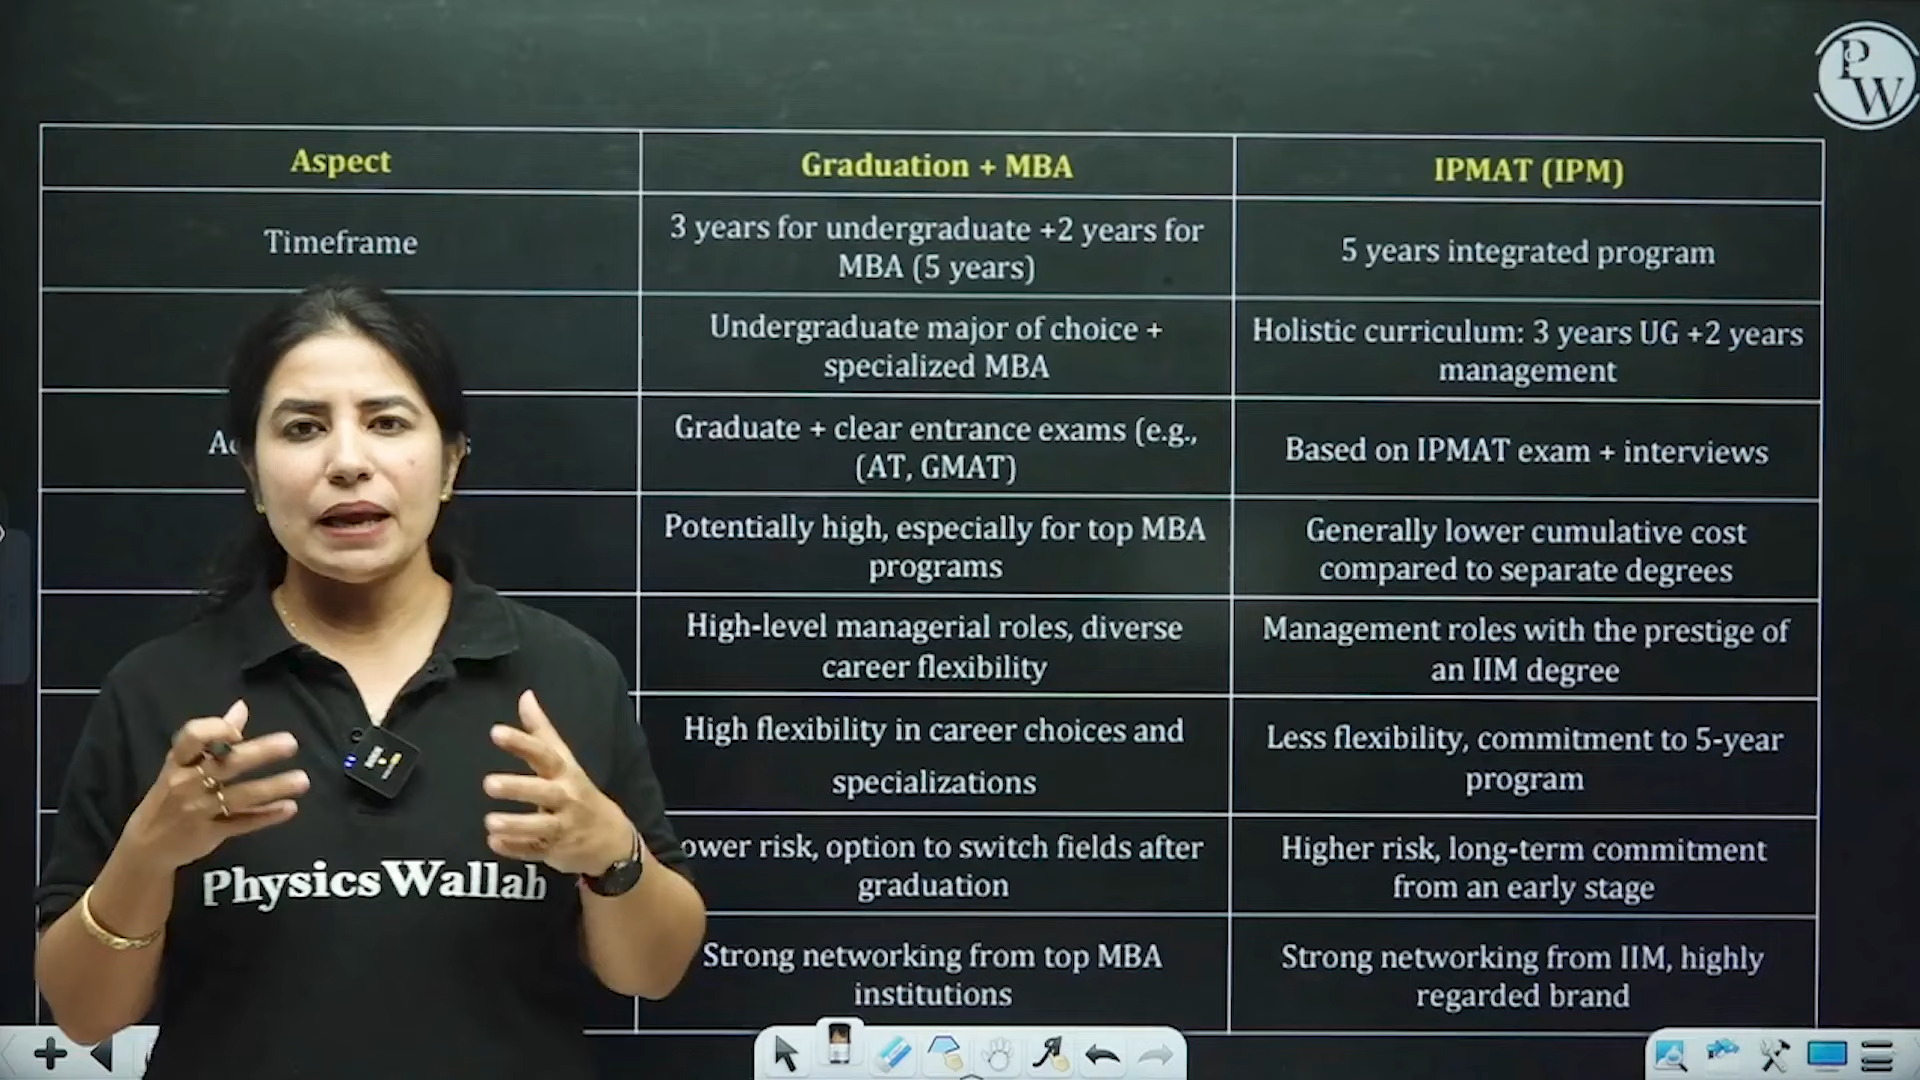 PW
Aspect
Graduation + MBA
IPMAT (IPM)
Timeframe
3 years for undergraduate +2 years for
MBA (5 years)
5 years integrated program
Undergraduate major of choice +
specialized MBA
Holistic curriculum: 3 years UG +2 years
management
Graduate + clear entrance exams (e.g.,
(AT, GMAT)
Based on IPMAT exam + interviews
Potentially high, especially for top MBA
programs
Generally lower cumulative cost
compared to separate degrees
High-level managerial roles, diverse
career flexibility
Management roles with the prestige of
an IIM degree
High flexibility in career choices and
specializations
Less flexibility, commitment to 5-year
program
ower risk, option to switch fields after
graduation
Higher risk, long-term commitment
from an early stage
Strong networking from top MBA
institutions
Strong networking from IIM, highly
regarded brand
PhysicsWallah